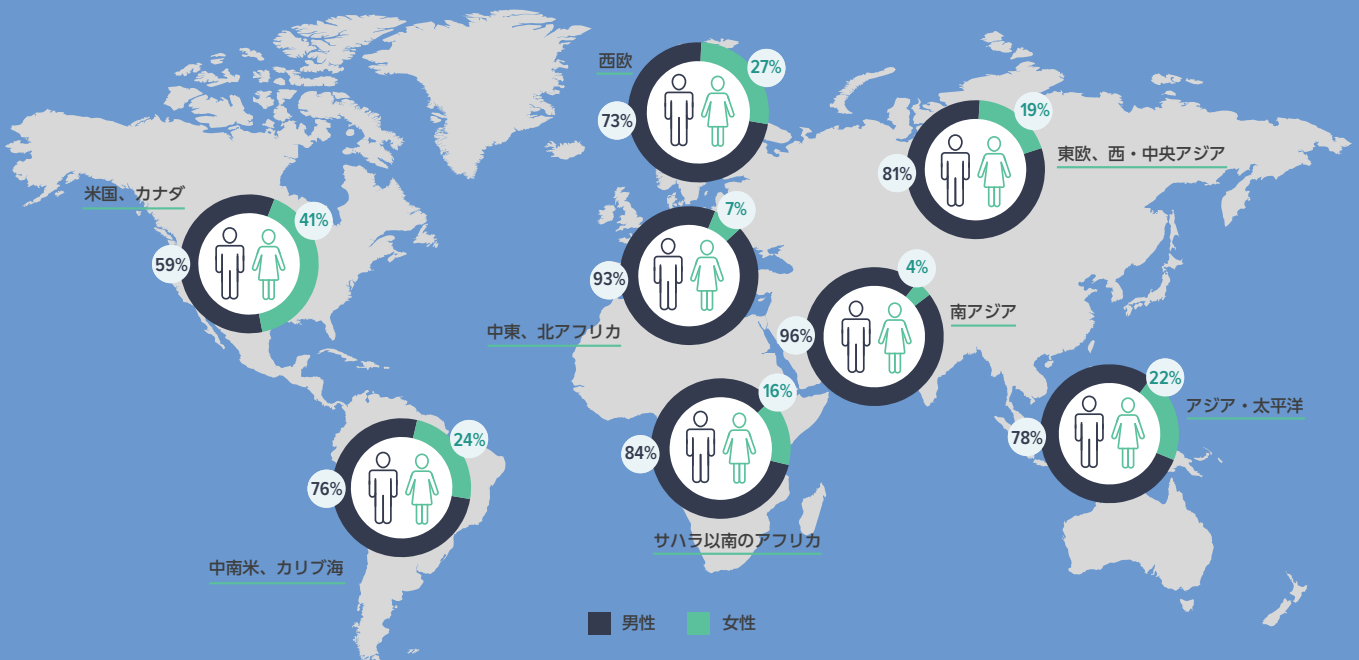 西欧
27%
73%
19%
東欧、西・中央アジア
81%
米国、カナダ
41%
59%
7%
93%
中東、北アフリカ
4%
南アジア
96%
16%
84%
サハラ以南のアフリカ
22%
アジア・太平洋
78%
24%
76%
中南米、カリブ海
男性 女性